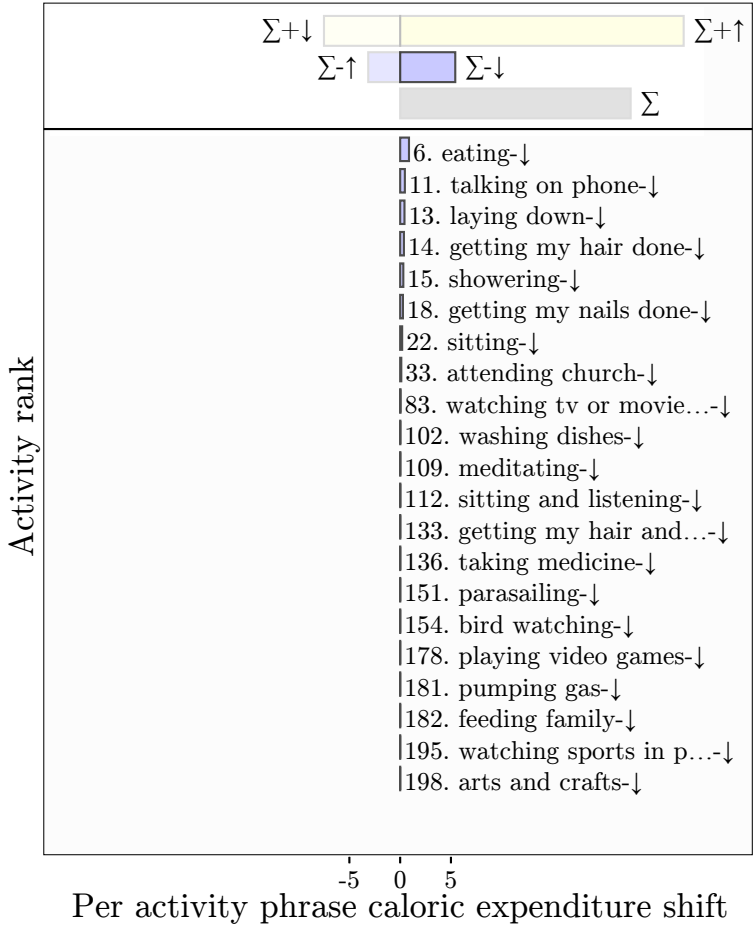 ∑+↓ ∑+↑
∑-↑ ∑-↓
∑
6. eating-↓
11. talking on phone-↓
13. laying down-↓
14. getting my hair done-↓
15. showering-↓
18. getting my nails done-↓
22. sitting-↓
33. attending church-↓
83. watching tv or movie…-↓
102. washing dishes-↓
109. meditating-↓
112. sitting and listening-↓
133. getting my hair and…-↓
136. taking medicine-↓
151. parasailing-↓
154. bird watching-↓
178. playing video games-↓
181. pumping gas-↓
182. feeding family-↓
195. watching sports in p…-↓
198. arts and crafts-↓
Activity rank
-5 0 5
Per activity phrase caloric expenditure shift